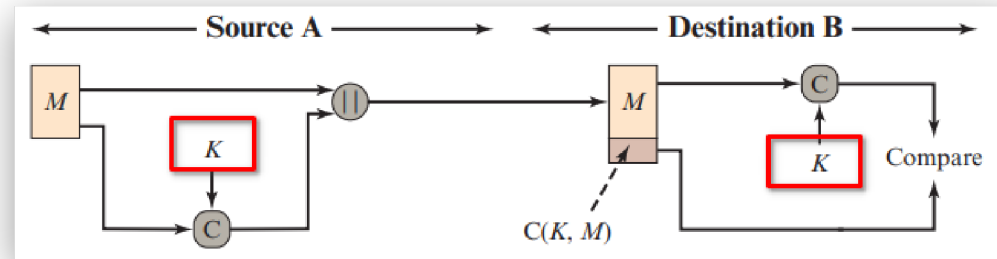 Source A
Destination B
M
K
C
||
M
C(K, M)
C
K
Compare